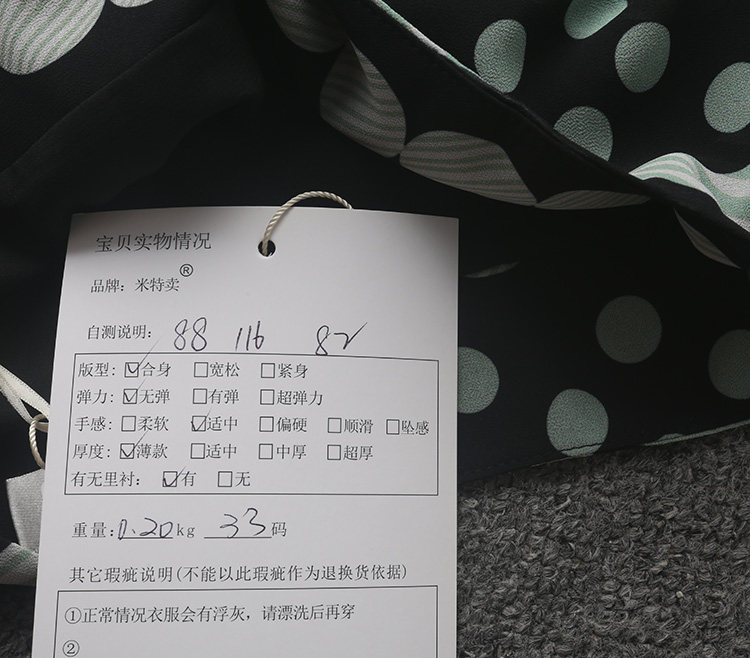 宝贝实物情况
品牌：米特卖®
自测说明：88 116 82
版型：☑合身 □宽松 □紧身
弹力：☑无弹 □有弹 □超弹力
手感：□柔软 ☑适中 □偏硬 □顺滑 □坠感
厚度：☑薄款 □适中 □中厚 □超厚
有无里衬：☑有 □无
重量：0.20kg 33码
其它瑕疵说明(不能以此瑕疵作为退换货依据)
①正常情况衣服会有浮灰，请漂洗后再穿
②